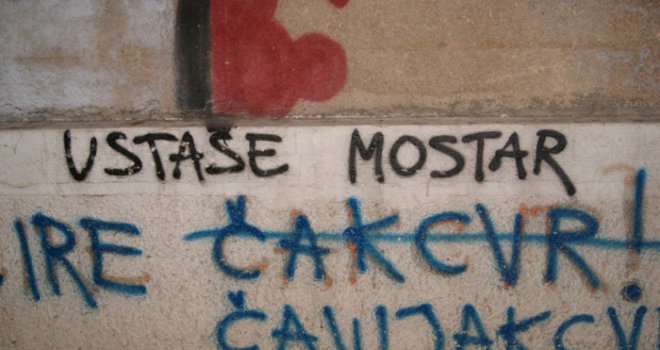 USTAŠE MOSTAR
IRE ČAKCVR!